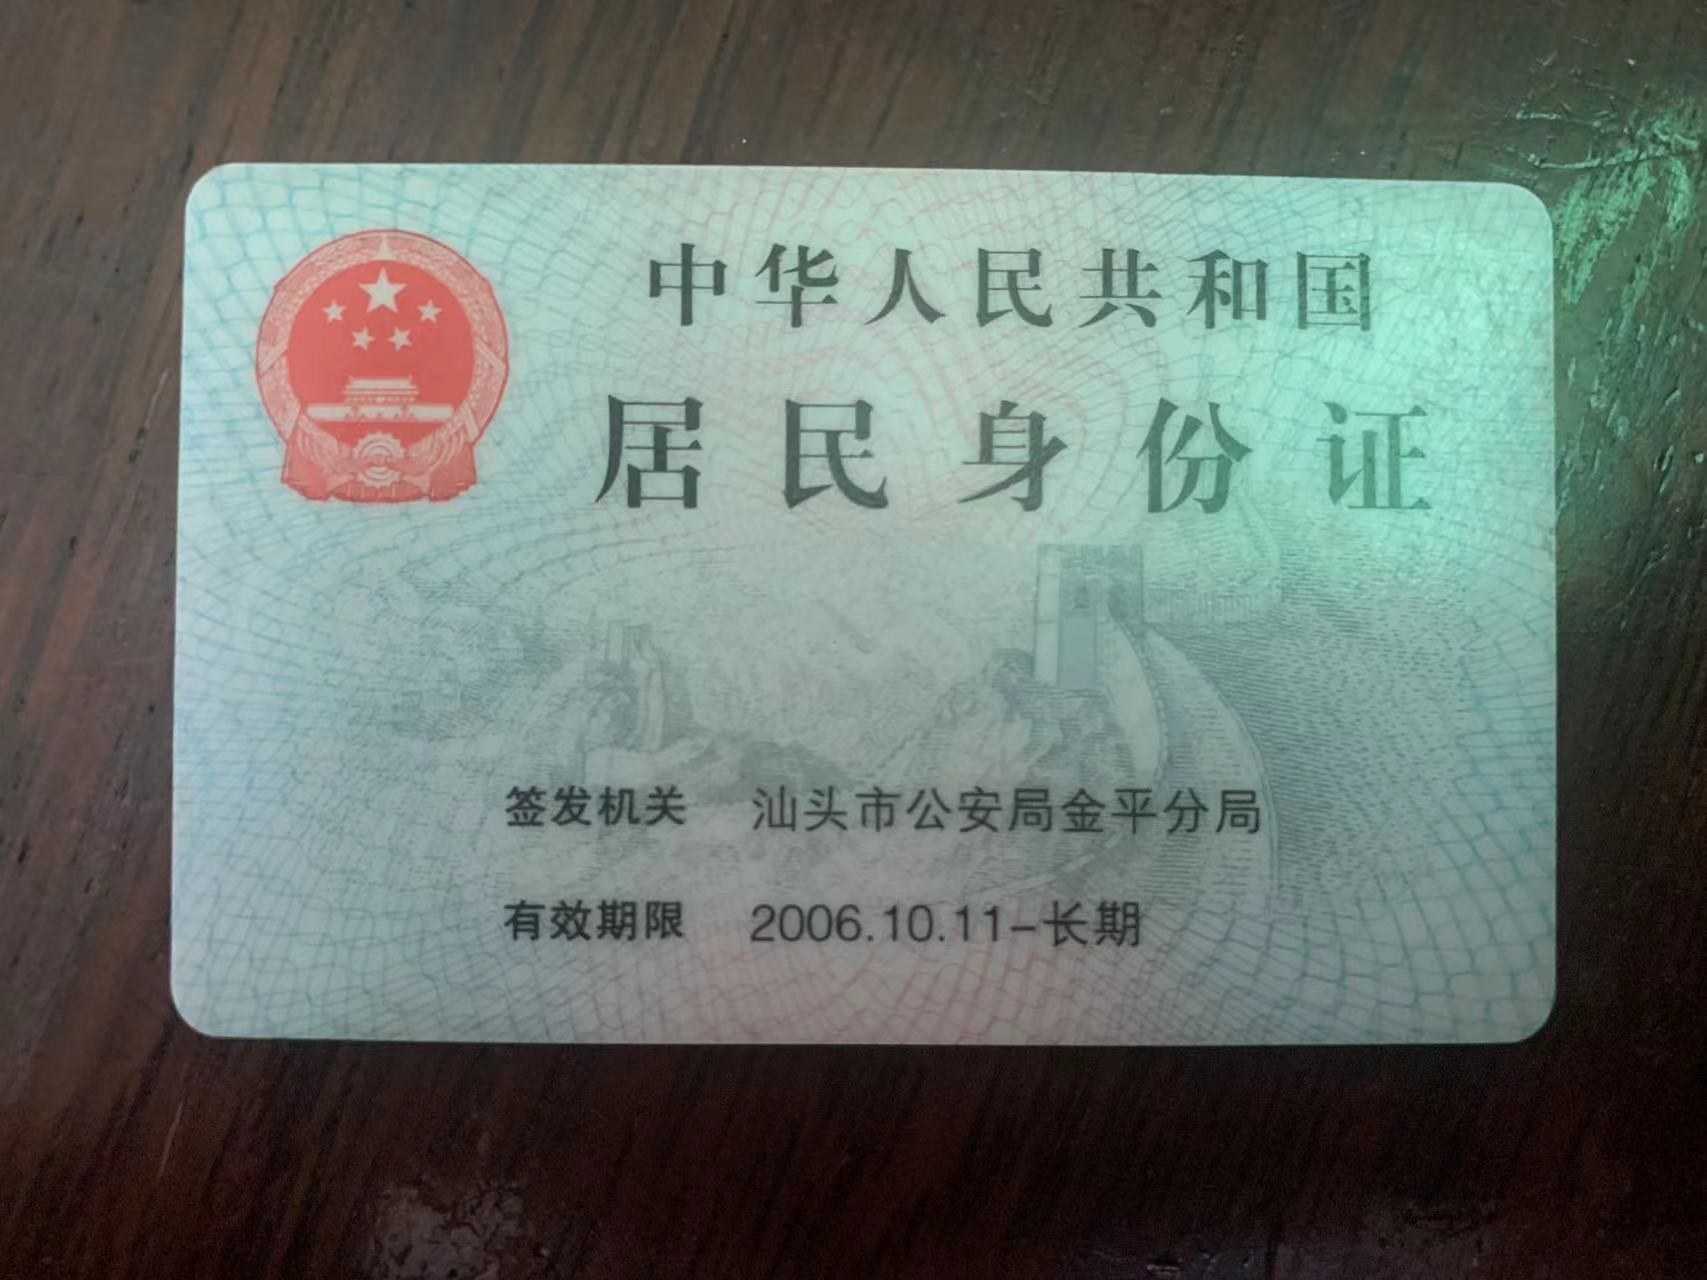 中华人民共和国
居民身份证
签发机关 汕头市公安局金平分局
有效期限 2006.10.11-长期